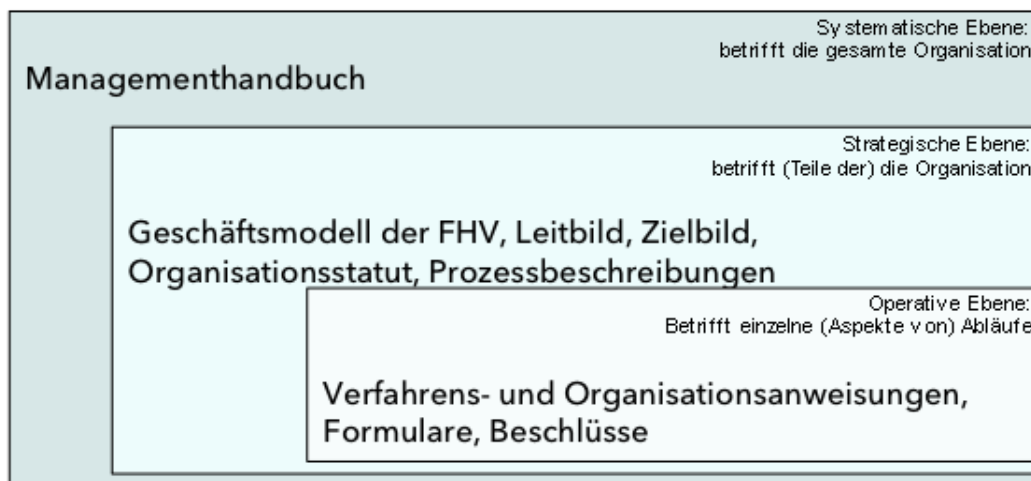 Systematische Ebene:
betrifft die gesamte Organisation
Managementhandbuch
Strategische Ebene:
betrifft (Teile der) die Organisation
Geschäftsmodell der FHV, Leitbild, Zielbild,
Organisationsstatut, Prozessbeschreibungen
Operative Ebene:
Betrifft einzelne (Aspekte von) Abläufe
Verfahrens- und Organisationsanweisungen,
Formulare, Beschlüsse